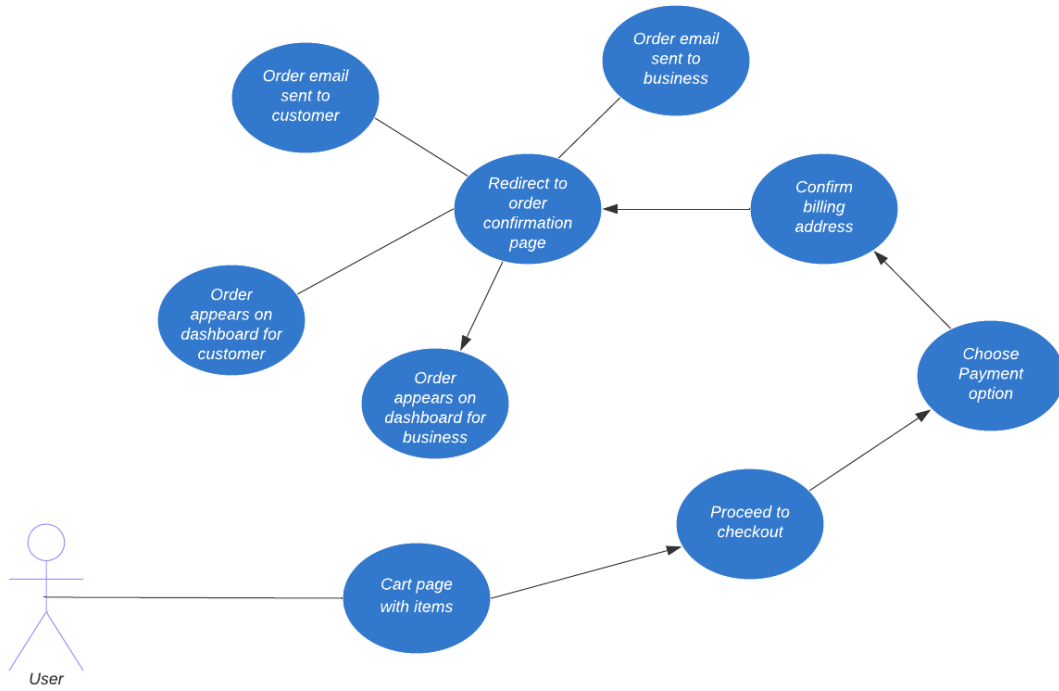 Order email
sent to
customer
Order email
sent to
business
Redirect to
order
confirmation
page
Confirm
billing
address
Order
appears on
dashboard for
customer
Order
appears on
dashboard for
business
Choose
Payment
option
Proceed to
checkout
Cart page
with items
User